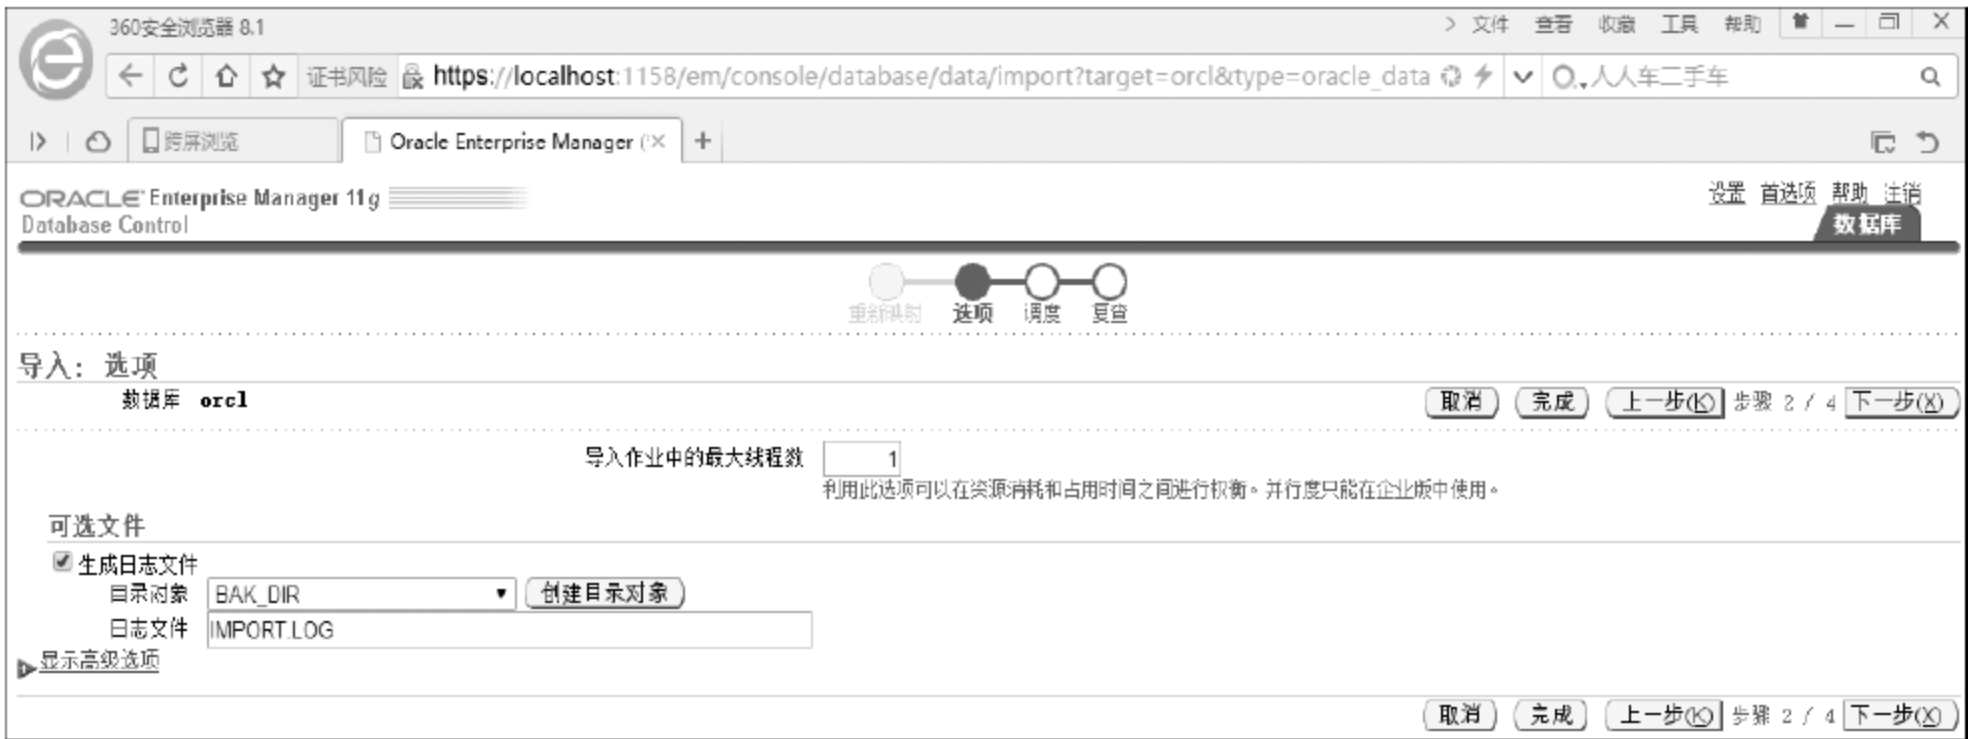 360安全浏览器 8.1 > 文件 查看 收藏 工具 帮助
证书风险 https://localhost:1158/em/console/database/data/import?target=orcl&type=oracle_data 人人车二手车
跨屏浏览 Oracle Enterprise Manager ( +
ORACLE Enterprise Manager 11g 设置 首选项 帮助 注销
Database Control 数据库
重新映射 选项 调度 复查
导入: 选项
数据库 orcl 取消 完成 上一步(K) 步骤 2 / 4 下一步(X)
导入作业中的最大线程数 1
利用此选项可以在资源消耗和占用时间之间进行权衡。并行度只能在企业版中使用。
可选文件
生成日志文件
目录对象 BAK_DIR 创建目录对象
日志文件 IMPORT.LOG
显示高级选项
取消 完成 上一步(K) 步骤 2 / 4 下一步(X)